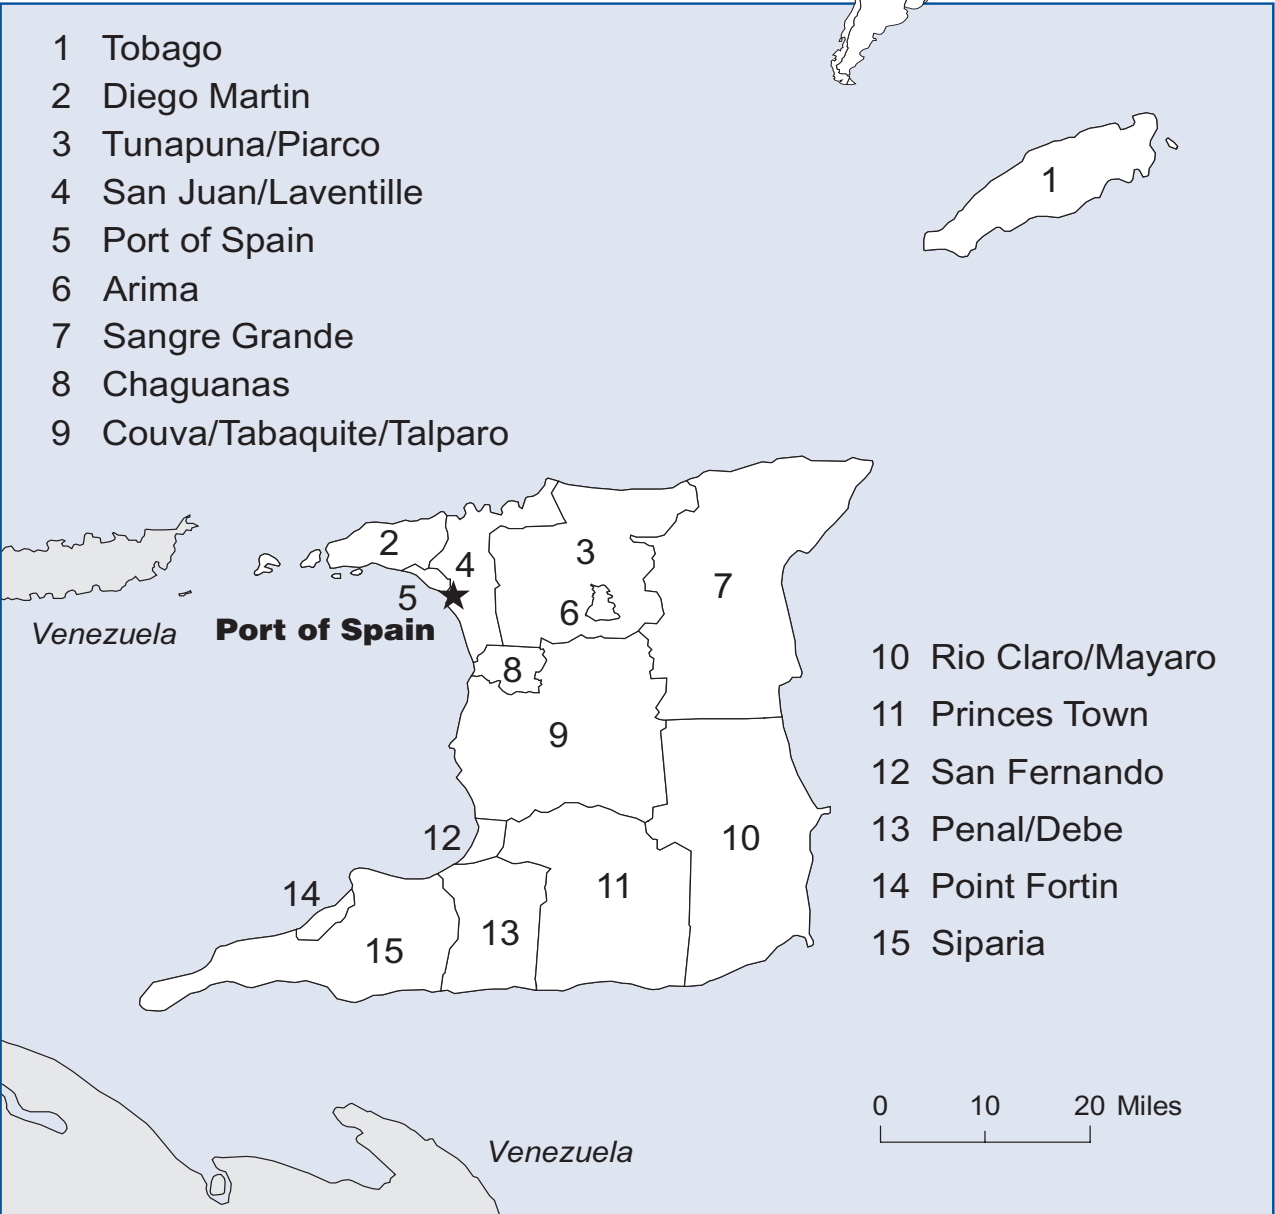 1 Tobago
2 Diego Martin
3 Tunapuna/Piarco
4 San Juan/Laventille
5 Port of Spain
6 Arima
7 Sangre Grande
8 Chaguanas
9 Couva/Tabaquite/Talparo
1
2
3
4
5
6
7
Venezuela
Port of Spain
8
9
10 Rio Claro/Mayaro
11 Princes Town
12 San Fernando
13 Penal/Debe
14 Point Fortin
15 Siparia
12
10
14
11
13
15
0 10 20 Miles
Venezuela